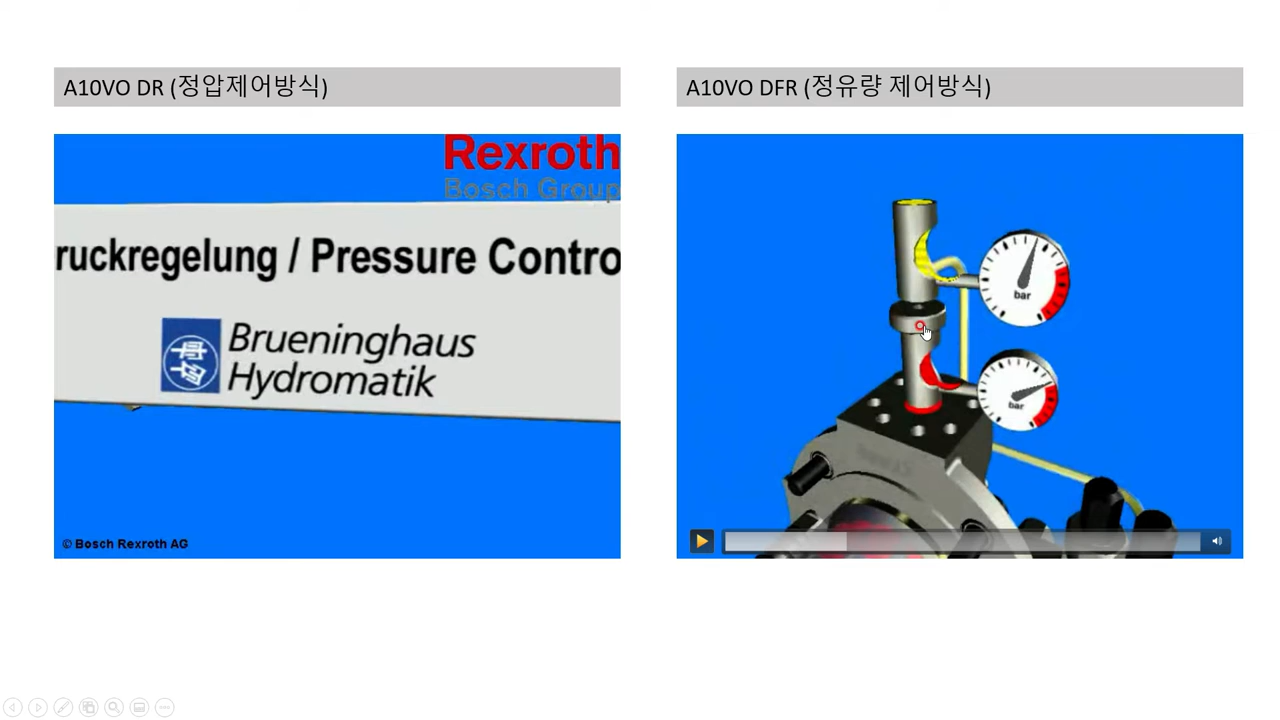 A10VO DR (정압제어방식)
A10VO DFR (정유량 제어방식)
Rexroth
Bosch Group
ruckregelung / Pressure Contro
Brueninghaus
Hydromatik
© Bosch Rexroth AG
bar
bar